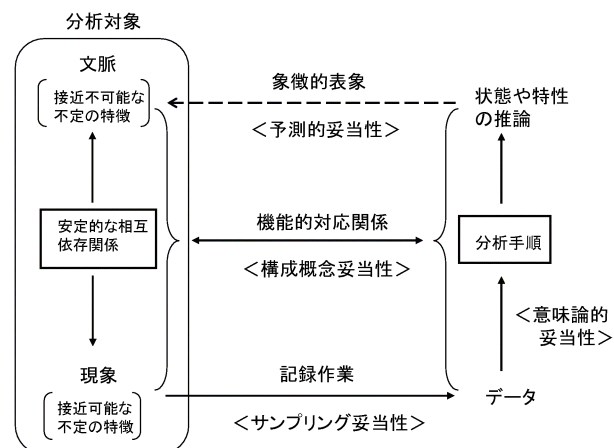 分析対象
文脈
接近不可能な
不定の特徴
象徴的表象
<予測的妥当性>
状態や特性
の推論
安定的な相互
依存関係
機能的対応関係
<構成概念妥当性>
分析手順
<意味論的
妥当性>
現象
接近可能な
不定の特徴
記録作業
<サンプリング妥当性>
データ